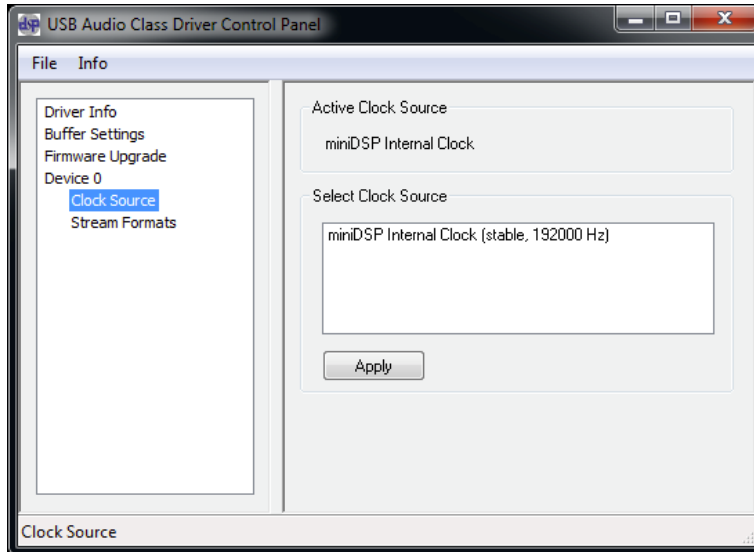 dsp USB Audio Class Driver Control Panel
File Info
Driver Info
Buffer Settings
Firmware Upgrade
Device 0
Clock Source
Stream Formats
Active Clock Source
miniDSP Internal Clock
Select Clock Source
miniDSP Internal Clock (stable, 192000 Hz)
Apply
Clock Source